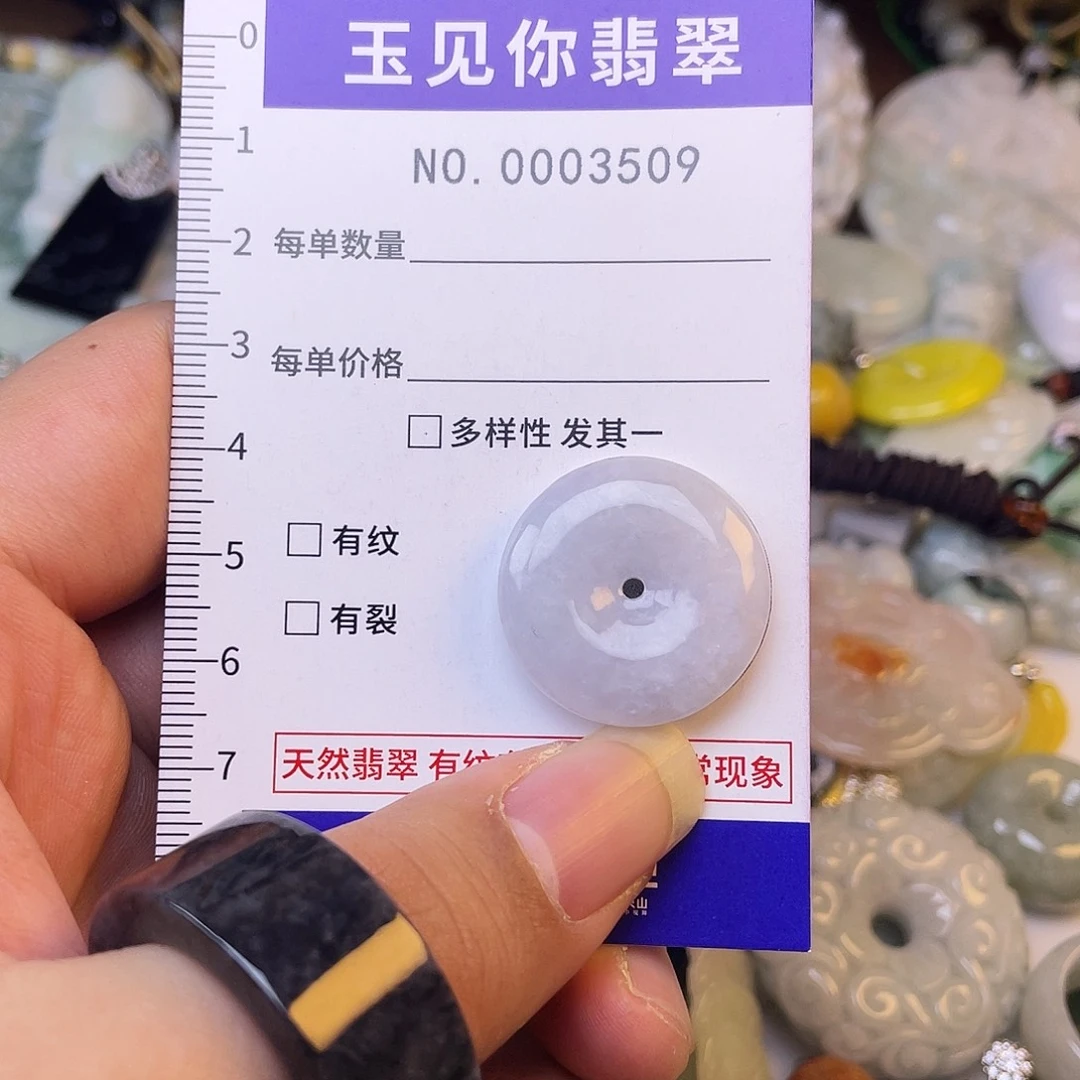 玉见你翡翠
NO.0003509
每单数量
每单价格
多样性 发其一
有纹
有裂
天然翡翠 有纹
常现象
0
1
2
3
4
5
6
7